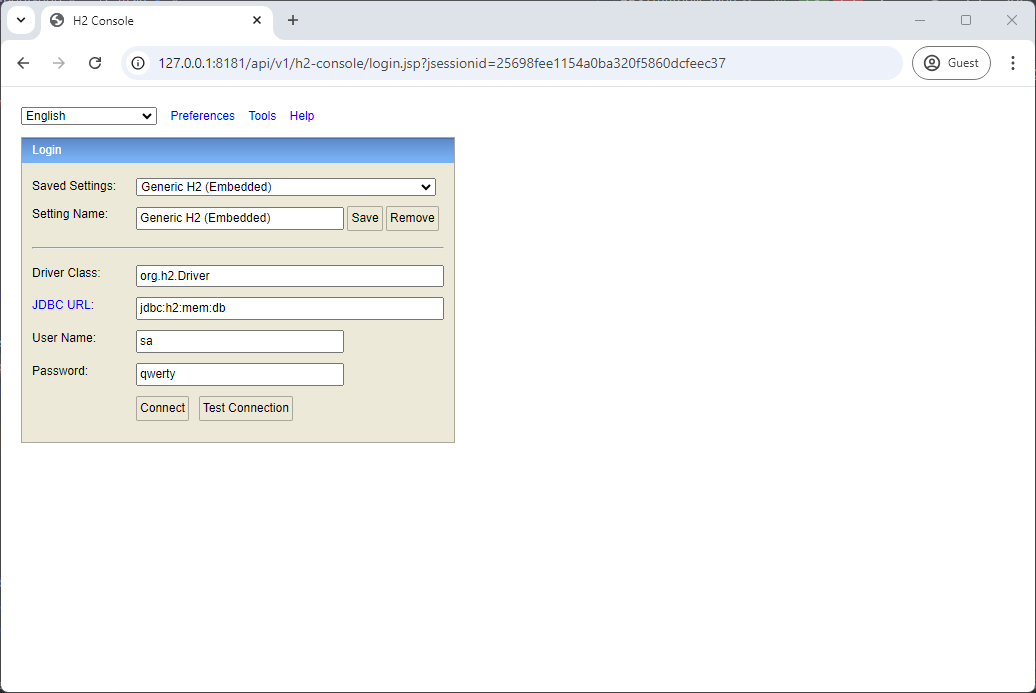 H2 Console
127.0.0.1:8181/api/v1/h2-console/login.jsp?jsessionid=25698fee1154a0ba320f5860dcfeec37
Guest
English Preferences Tools Help
Login
Saved Settings: Generic H2 (Embedded)
Setting Name: Generic H2 (Embedded) Save Remove
Driver Class: org.h2.Driver
JDBC URL: jdbc:h2:mem:db
User Name: sa
Password: qwerty
Connect Test Connection